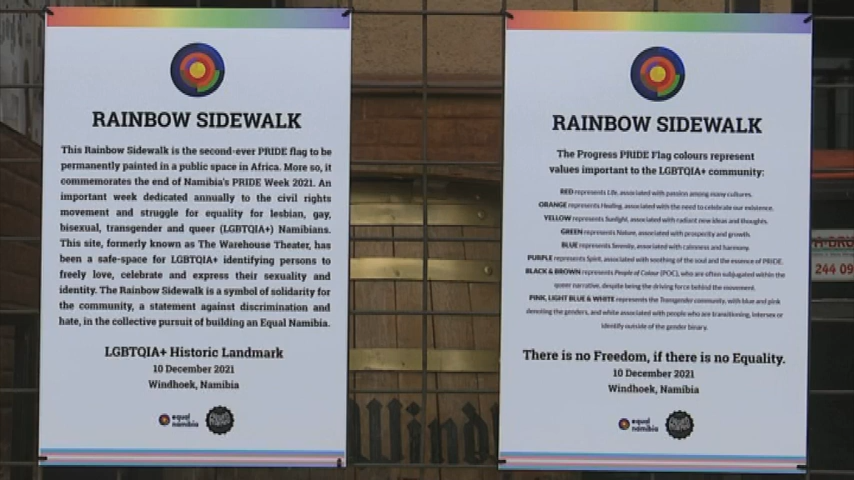 RAINBOW SIDEWALK
This Rainbow Sidewalk is the second-ever PRIDE flag to be
permanently painted in a public space in Africa. More so, it
commemorates the end of Namibia's PRIDE Week 2021. An
important week dedicated annually to the civil rights
movement and struggle for equality for lesbian, gay,
bisexual, transgender and queer (LGBTQIA+) Namibians.
This site, formerly known as The Warehouse Theater, has
been a safe-space for LGBTQIA+ identifying persons to
freely love, celebrate and express their sexuality and
identity. The Rainbow Sidewalk is a symbol of solidarity for
the community, a statement against discrimination and
hate, in the collective pursuit of building an Equal Namibia.
LGBTQIA+ Historic Landmark
10 December 2021
Windhoek, Namibia
equal
namibia
RAINBOW SIDEWALK
The Progress PRIDE Flag colours represent
values important to the LGBTQIA+ community:
RED represents Life, associated with passion among many cultures.
ORANGE represents Healing, associated with the need to celebrate our existence.
YELLOW represents Sunlight, associated with radiant new ideas and thoughts.
GREEN represents Nature, associated with prosperity and growth.
BLUE represents Serenity, associated with calmness and harmony.
PURPLE represents Spirit, associated with soothing of the soul and the essence of PRIDE.
BLACK & BROWN represents People of Colour (POC), who are often subjugated within the
queer narrative, despite being the driving force behind the movement.
PINK, LIGHT BLUE & WHITE represents the Transgender community, with blue and pink
denoting the genders, and white associated with people who are transitioning, intersex or
identify outside of the gender binary.
There is no Freedom, if there is no Equality.
10 December 2021
Windhoek, Namibia
equal
namibia
Wind
244 09